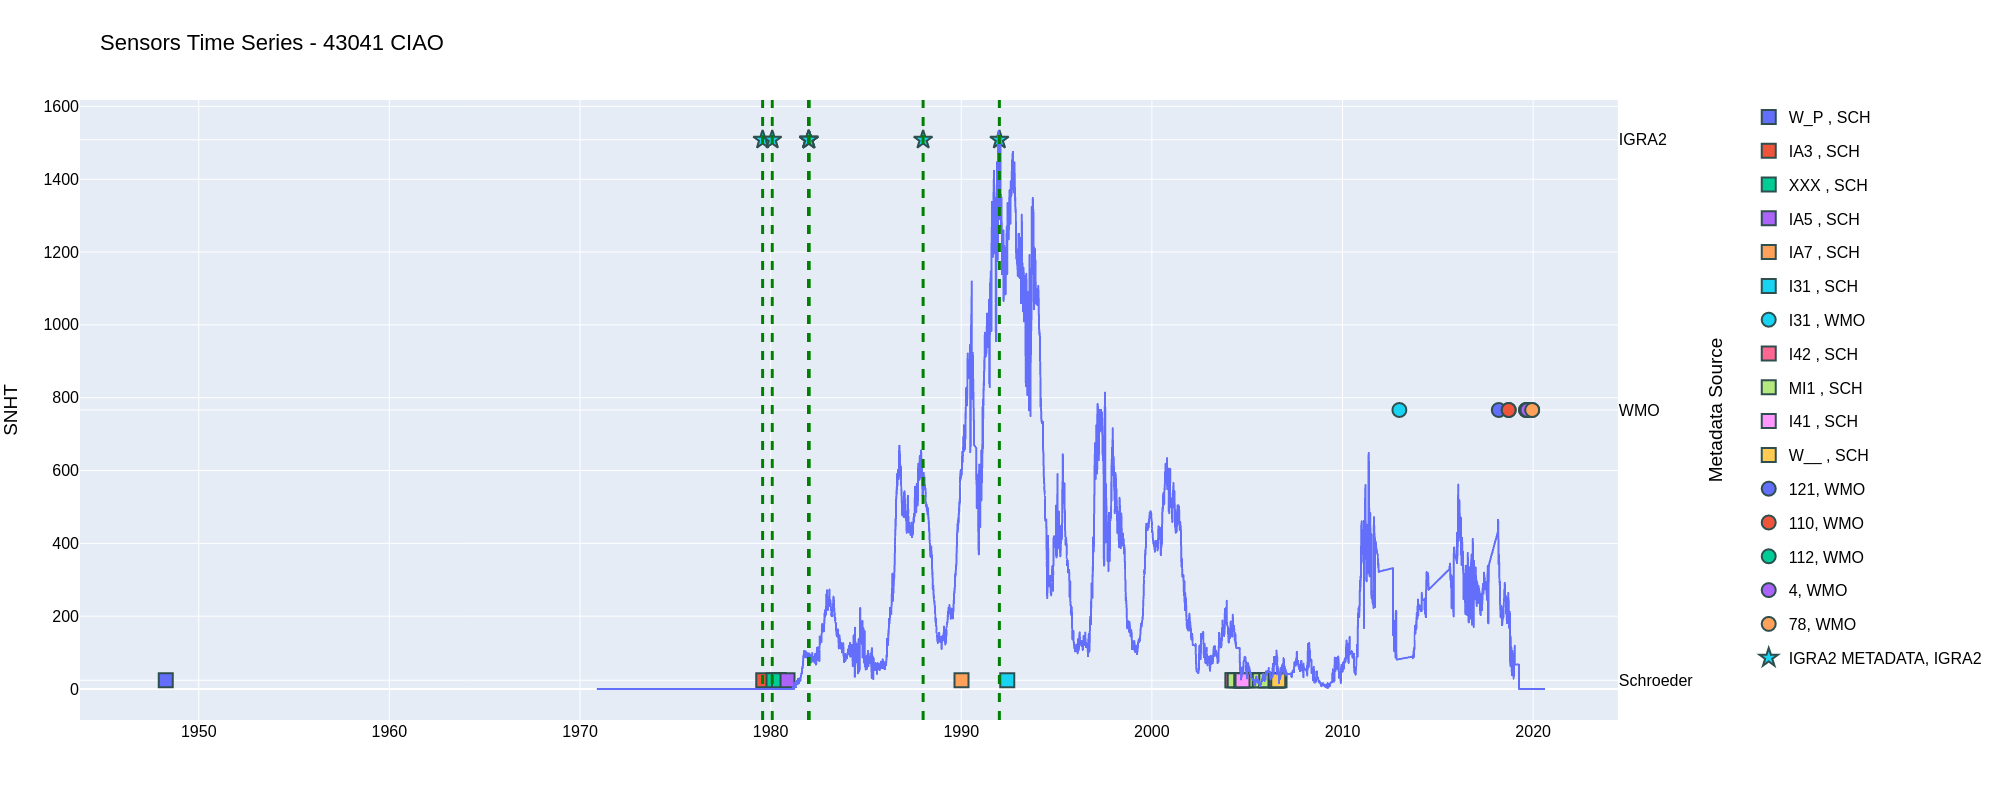 Sensors Time Series - 43041 CIAO
1600
1400
1200
1000
800
600
400
200
0
SNHT
1950
1960
1970
1980
1990
2000
2010
2020
IGRA2
WMO
Schroeder
Metadata Source
W_P , SCH
IA3 , SCH
XXX , SCH
IA5 , SCH
IA7 , SCH
I31 , SCH
I31 , WMO
I42 , SCH
MI1 , SCH
I41 , SCH
W__ , SCH
121, WMO
110, WMO
112, WMO
4, WMO
78, WMO
IGRA2 METADATA, IGRA2